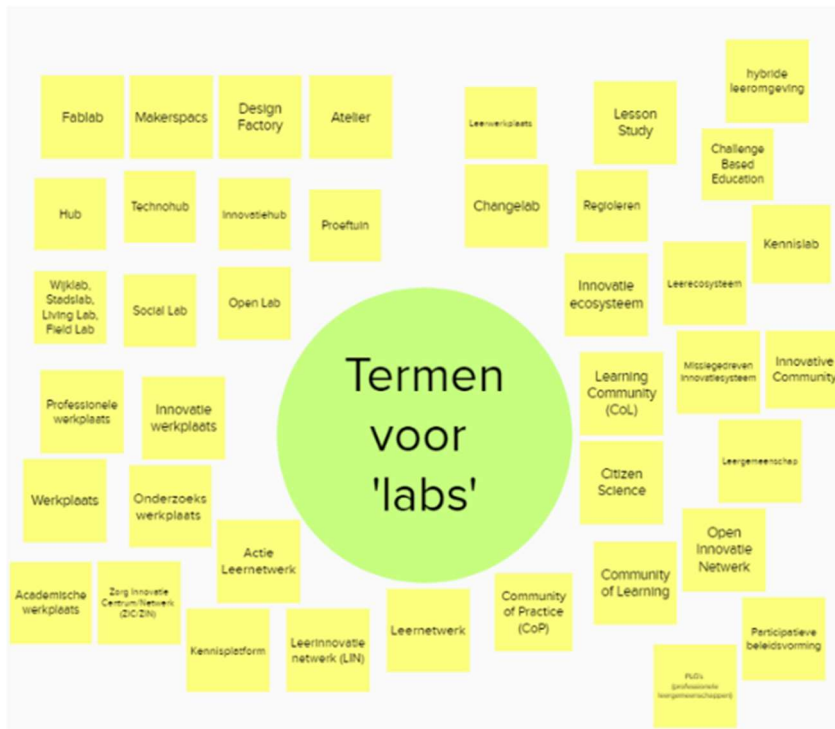 hybride
leeromgeving
Fablab
Makerspacs
Design
Factory
Atelier
Leerwerkplaats
Lesson
Study
Challenge
Based
Education
Hub
Technohub
Innovatiehub
Proeftuin
Changelab
Regioleren
Kennislab
Wijklab,
Stadslab,
Living Lab,
Field Lab
Social Lab
Open Lab
Innovatie
ecosysteem
Leerecosysteem
Termen
voor
'labs'
Professionele
werkplaats
Innovatie
werkplaats
Learning
Community
(CoL)
Missiegedreven
Innovatiesysteem
Innovative
Community
Werkplaats
Onderzoeks
werkplaats
Citizen
Science
Leergemeenschap
Actie
Leernetwerk
Open
Innovatie
Netwerk
Academische
werkplaats
Zorg Innovatie
Centrum/Netwerk
(ZIC/ZIN)
Kennisplatform
Leerinnovatie
netwerk (LIN)
Leernetwerk
Community
of Practice
(CoP)
Community
of Learning
Participatieve
beleidsvorming
PLG's
(professionele
leergemeenschappen)